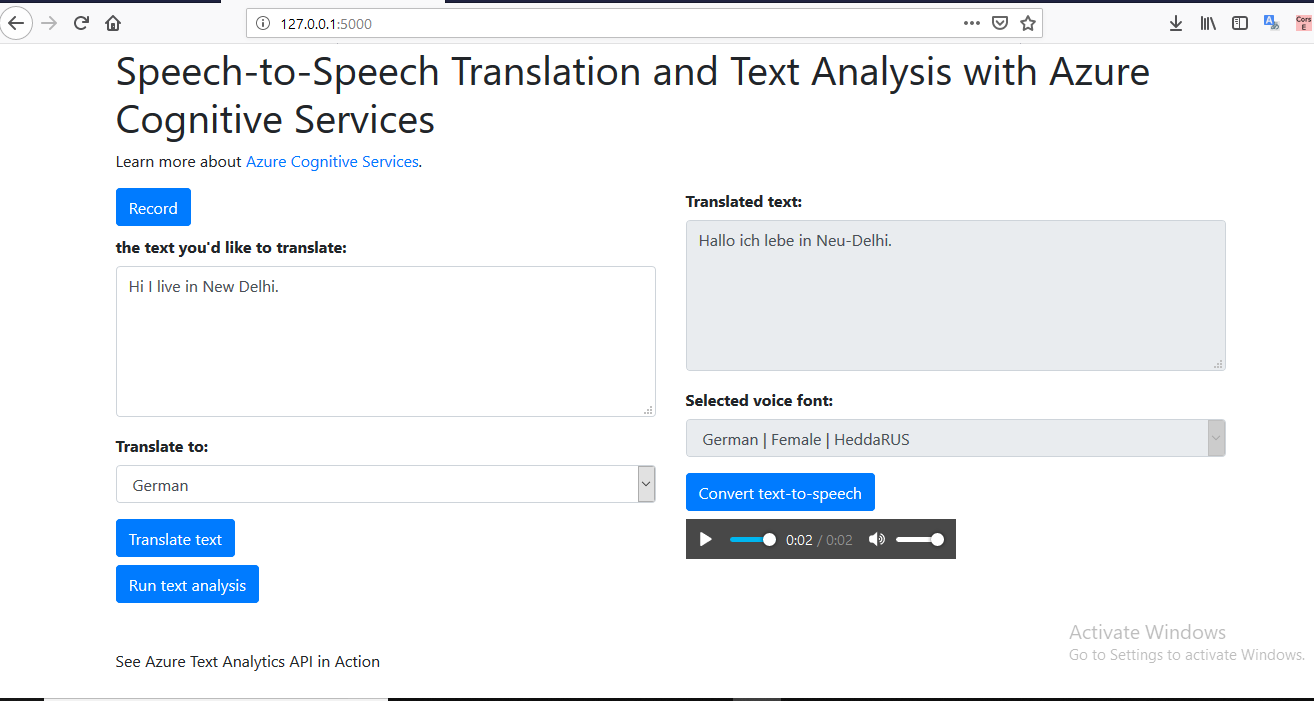 127.0.0.1:5000
Cors
E
Speech-to-Speech Translation and Text Analysis with Azure
Cognitive Services
Learn more about Azure Cognitive Services.
Record
the text you'd like to translate:
Hi I live in New Delhi.
Translate to:
German
Translate text
Run text analysis
See Azure Text Analytics API in Action
Translated text:
Hallo ich lebe in Neu-Delhi.
Selected voice font:
German | Female | HeddaRUS
Convert text-to-speech
0:02 / 0:02
Activate Windows
Go to Settings to activate Windows.